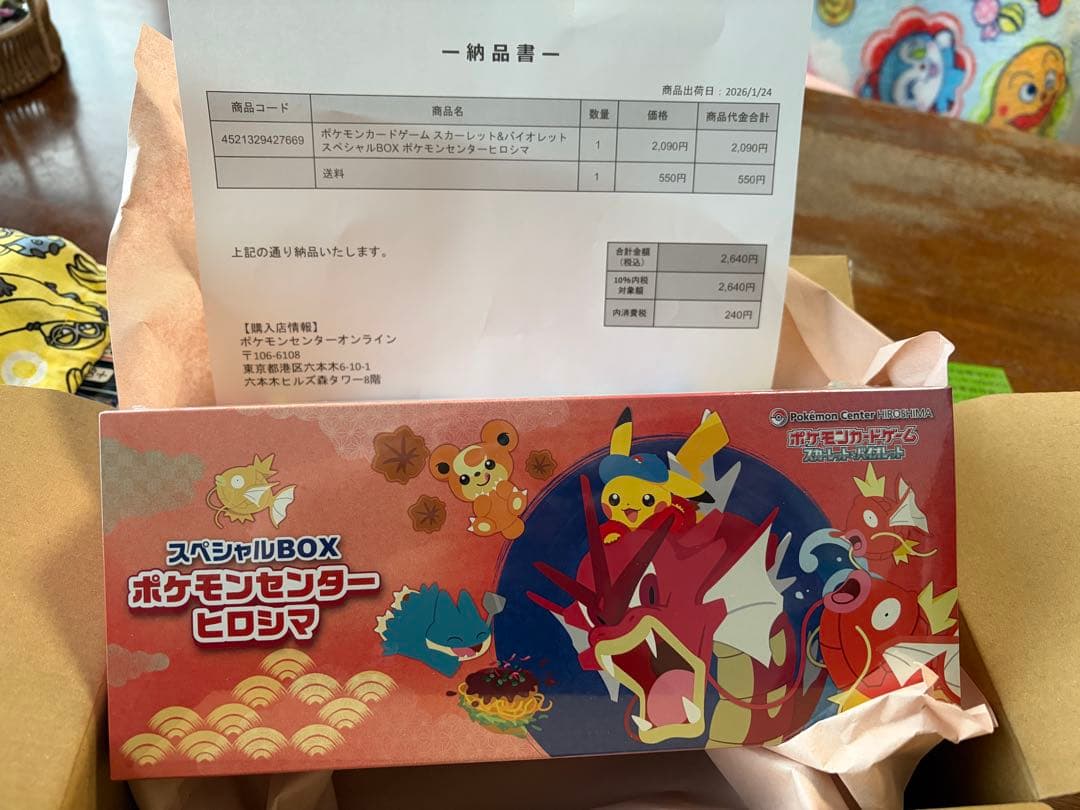 ー納品書ー
商品出荷日：2026/1/24
商品コード 商品名 数量 価格 商品代金合計
4521329427669 ポケモンカードゲーム スカーレット&バイオレット スペシャルBOX ポケモンセンターヒロシマ 1 2,090円 2,090円
送料 1 550円 550円
上記の通り納品いたします。
合計金額（税込） 2,640円
10%内税対象額 2,640円
内消費税 240円
【購入店情報】
ポケモンセンターオンライン
〒106-6108
東京都港区六本木6-10-1
六本木ヒルズ森タワー8階
Pokémon Center HIROSHIMA
ポケモンカードゲーム
スカーレット&バイオレット
スペシャルBOX
ポケモンセンター
ヒロシマ